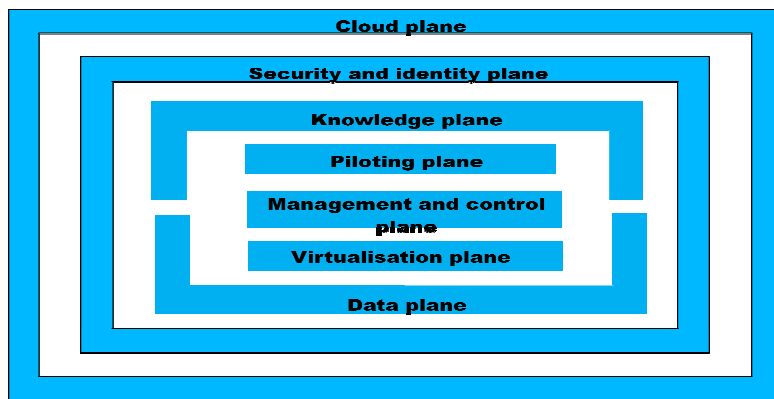 Cloud plane
Security and identity plane
Knowledge plane
Piloting plane
Management and control
plane
Virtualisation plane
Data plane